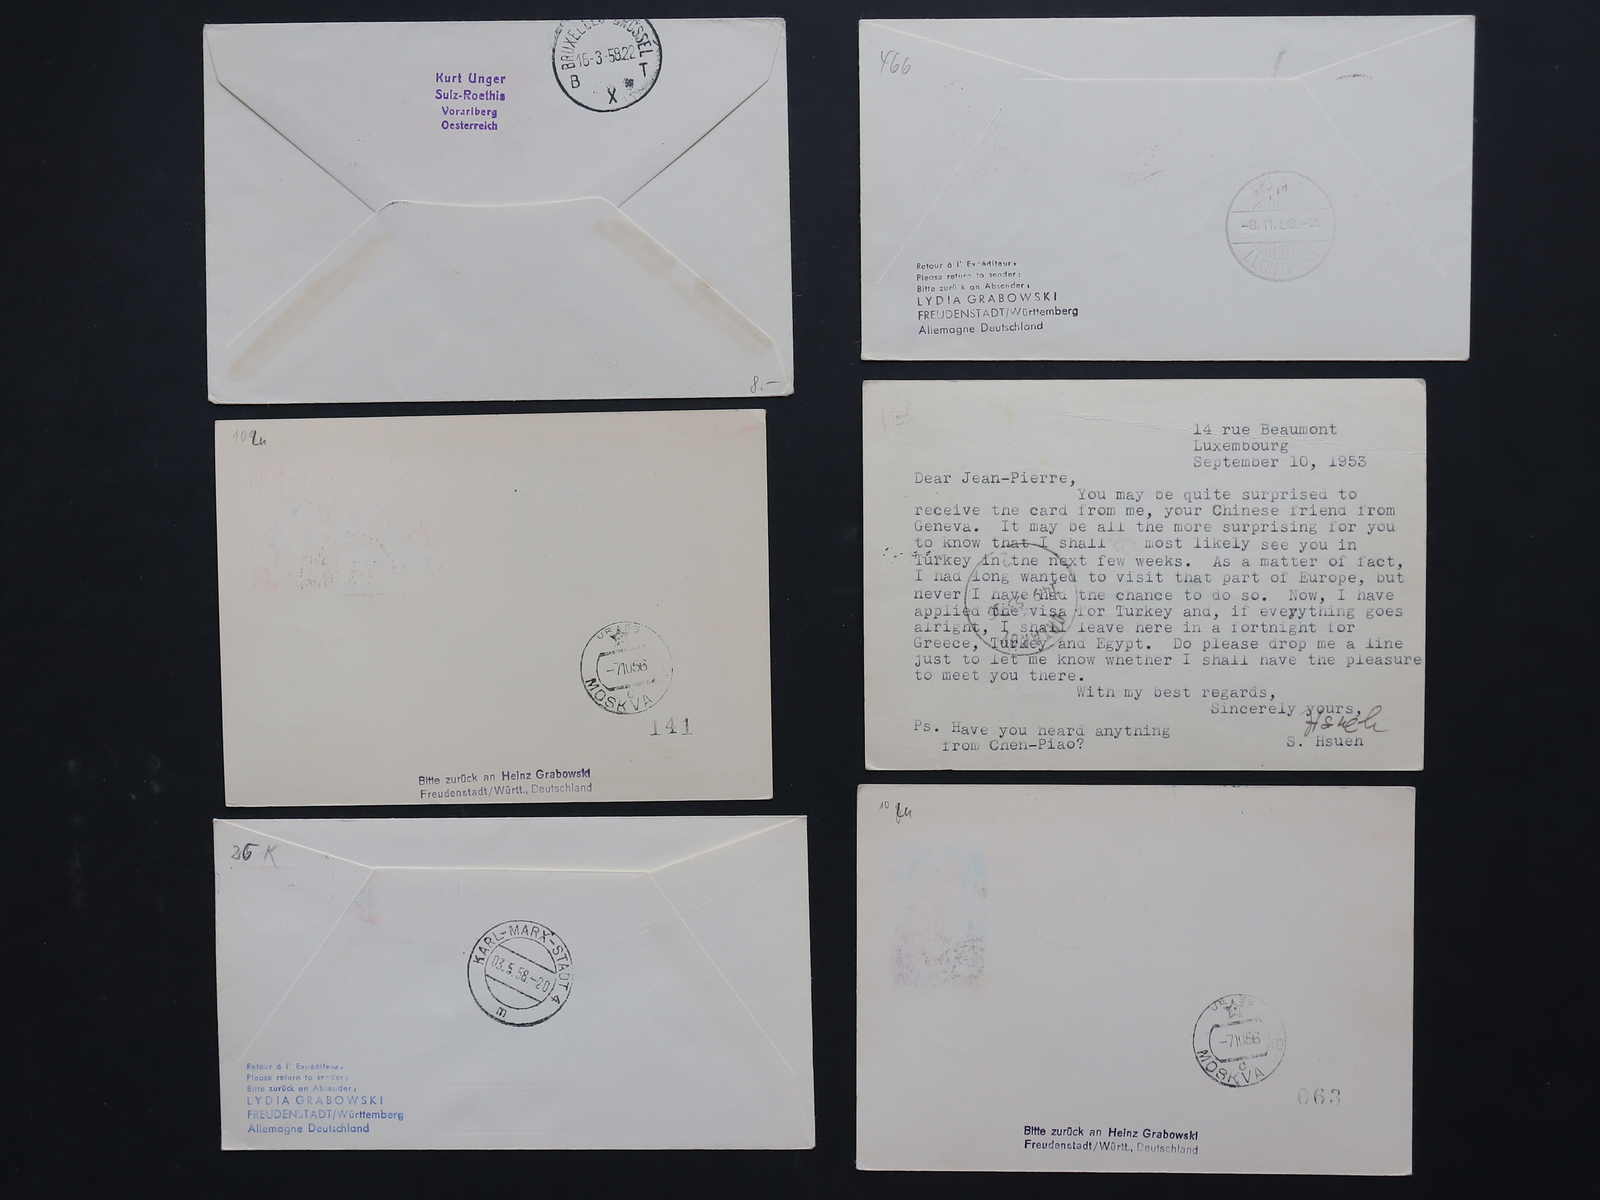 BRUXELLES BRUSSEL
16-3-58 22
B T
X
Kurt Unger
Sulz-Roethis
Vorarlberg
Oesterreich
8.-
466
Retour à l' Expéditeur:
Please return to sender:
Bitte zurück an Absender:
LYDIA GRABOWSKI
FREUDENSTADT/Württemberg
Allemagne Deutschland
10
MOSKVA
-71056
141
Bitte zurück an Heinz Grabowski
Freudenstadt/Württ., Deutschland
14 rue Beaumont
Luxembourg
September 10, 1953
Dear Jean-Pierre,
You may be quite surprised to
receive the card from me, your Chinese friend from
Geneva. It may be all the more surprising for you
to know that I shall most likely see you in
Turkey in the next few weeks. As a matter of fact,
I had long wanted to visit that part of Europe, but
never I have had the chance to do so. Now, I have
applied the visa for Turkey and, if everything goes
alright, I shall leave here in a fortnight for
Greece, Turkey and Egypt. Do please drop me a line
just to let me know whether I shall have the pleasure
to meet you there.
With my best regards,
Sincerely yours,
Hsueh
Ps. Have you heard anything
from Chen-Piao?
S. Hsueh
K
KARL-MARX-STADT 4
03.5.58.-20
m
Retour à l' Expéditeur:
Please return to sender:
Bitte zurück an Absender:
LYDIA GRABOWSKI
FREUDENSTADT/Württemberg
Allemagne Deutschland
10
-71056
MOSKVA
063
Bitte zurück an Heinz Grabowski
Freudenstadt/Württ., Deutschland